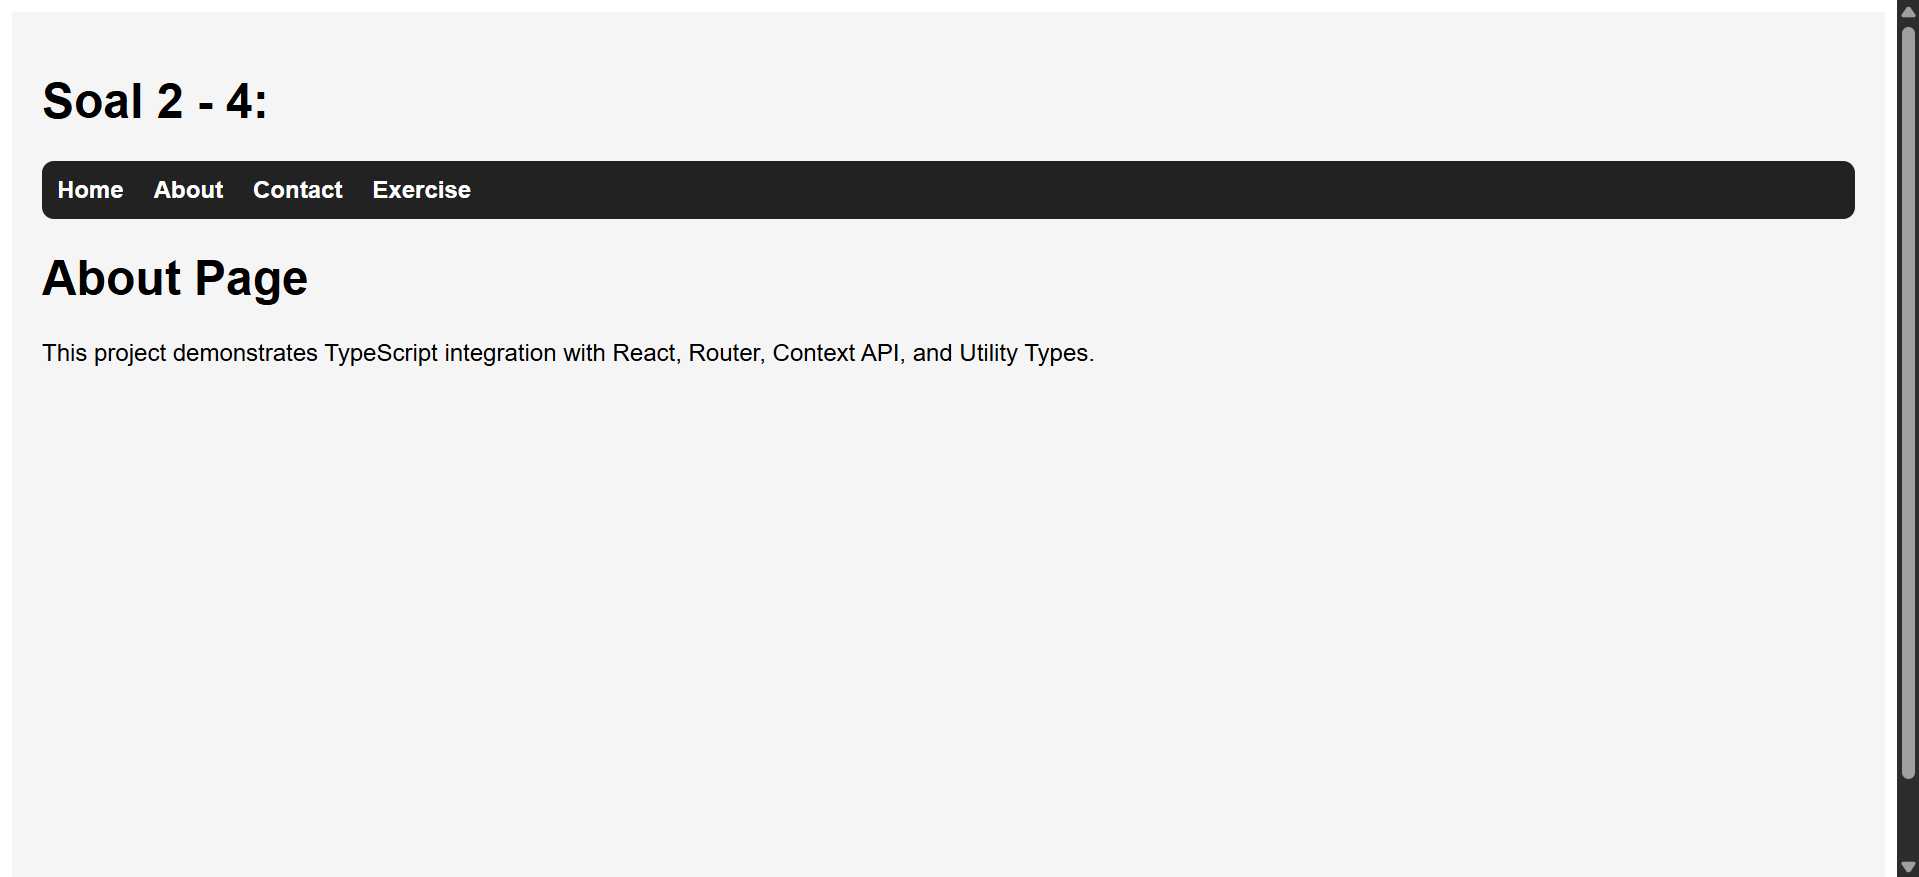 Soal 2 - 4:
Home About Contact Exercise
About Page
This project demonstrates TypeScript integration with React, Router, Context API, and Utility Types.